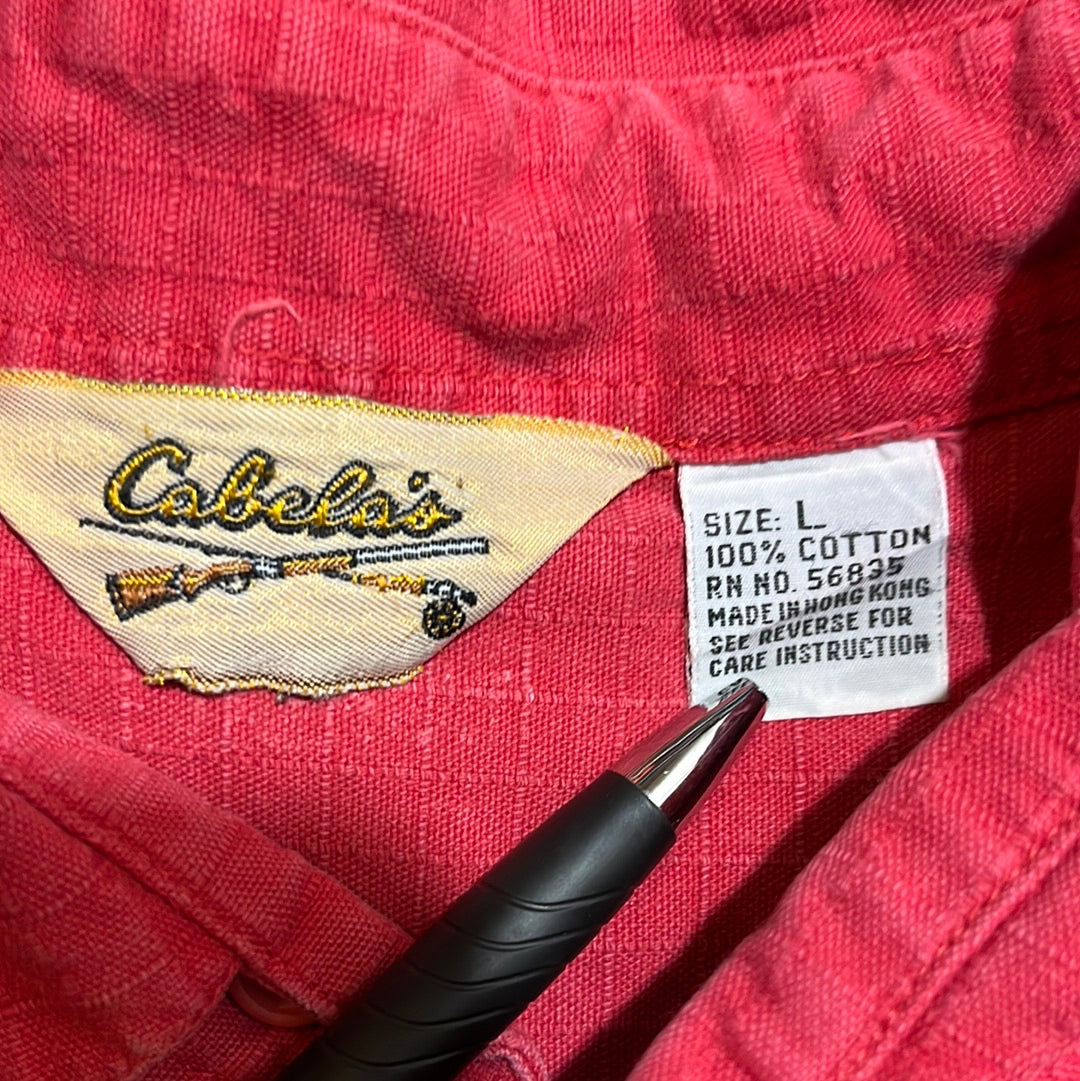 Cabela's
SIZE: L
100% COTTON
RN NO. 56835
MADE IN HONG KONG
SEE REVERSE FOR
CARE INSTRUCTION